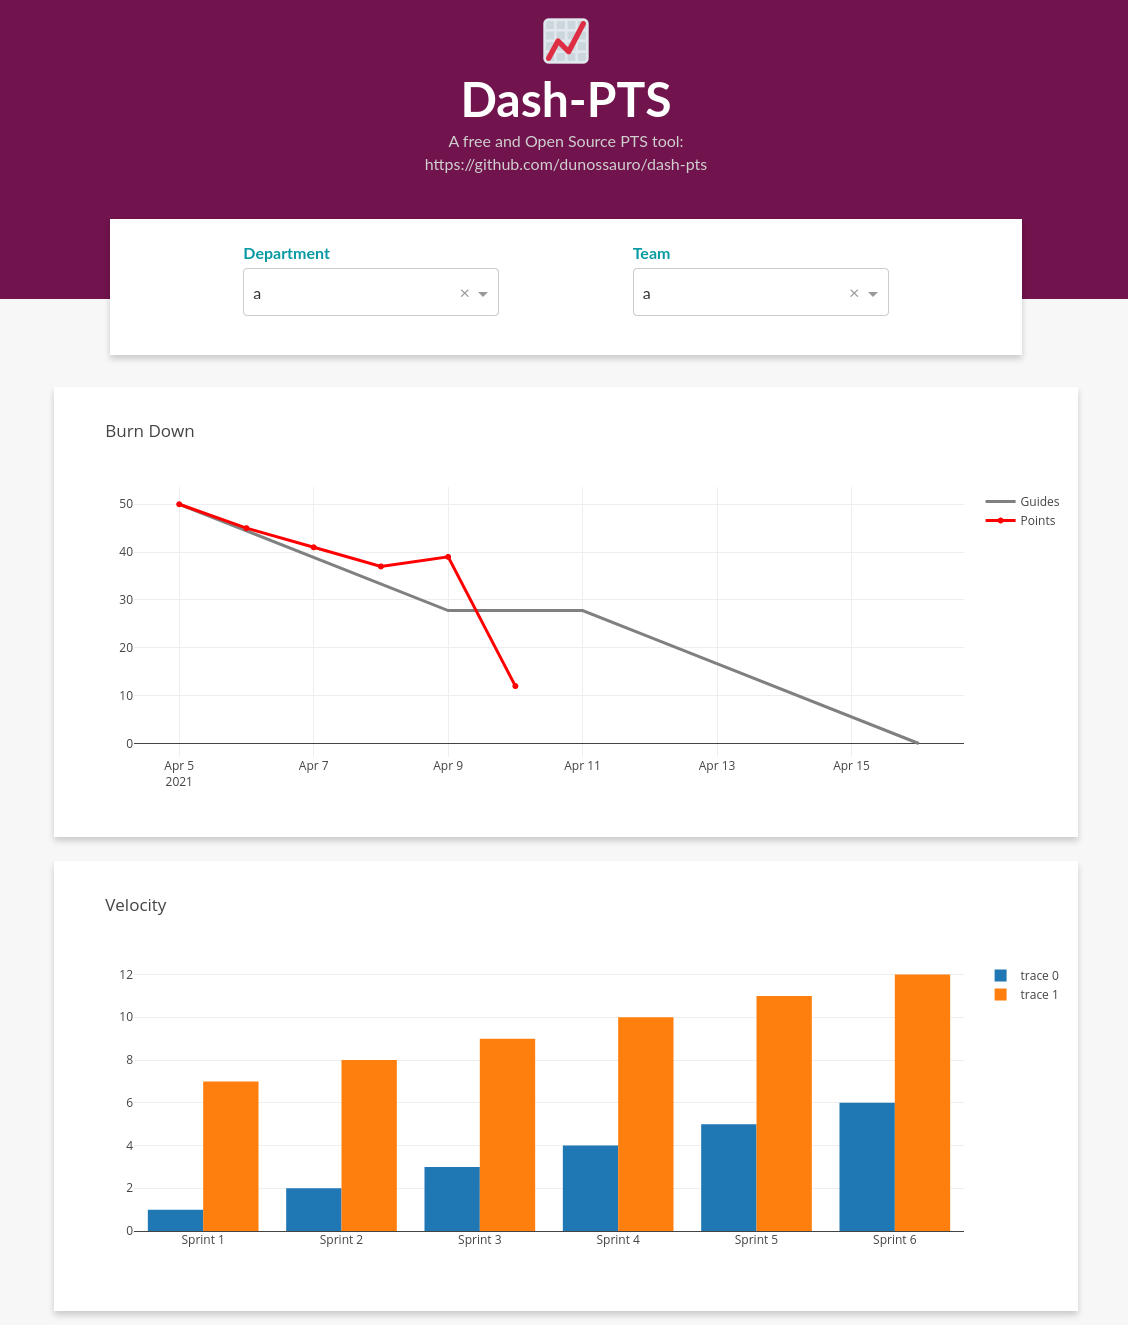 Dash-PTS
A free and Open Source PTS tool:
https://github.com/dunossauro/dash-pts
Department
Team
a
a
Burn Down
50
40
30
20
10
0
Apr 5
2021
Apr 7
Apr 9
Apr 11
Apr 13
Apr 15
Guides
Points
Velocity
12
10
8
6
4
2
0
Sprint 1
Sprint 2
Sprint 3
Sprint 4
Sprint 5
Sprint 6
trace 0
trace 1